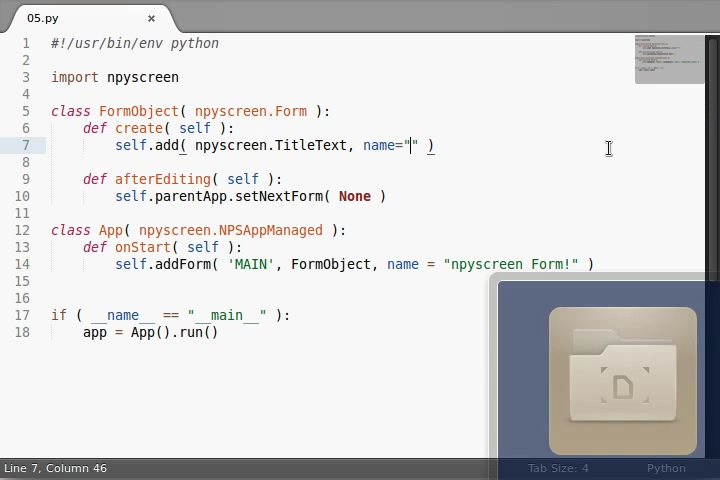 05.py ×
1 #!/usr/bin/env python
2
3 import npyscreen
4
5 class FormObject( npyscreen.Form ):
6     def create( self ):
7         self.add( npyscreen.TitleText, name="" )
8
9     def afterEditing( self ):
10         self.parentApp.setNextForm( None )
11
12 class App( npyscreen.NPSAppManaged ):
13     def onStart( self ):
14         self.addForm( 'MAIN', FormObject, name = "npyscreen Form!" )
15
16
17 if ( __name__ == "__main__" ):
18     app = App().run()
Line 7, Column 46 Tab Size: 4 Python